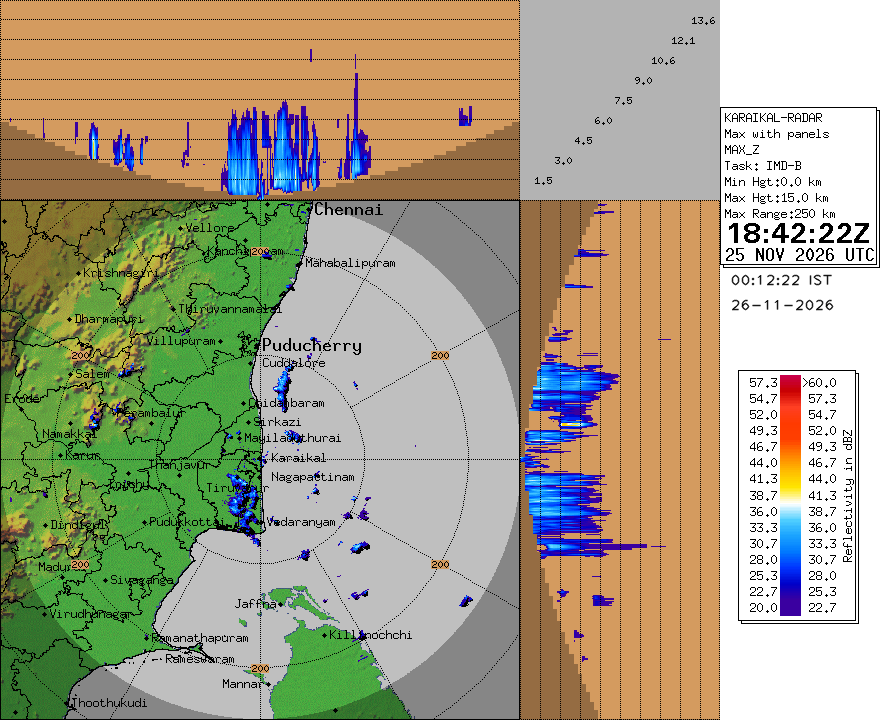 13.6
12.1
10.6
9.0
7.5
6.0
4.5
3.0
1.5
KARAIKAL-RADAR
Max with panels
MAX_Z
Task: IMD-B
Min Hgt:0.0 km
Max Hgt:15.0 km
Max Range:250 km
18:42:22Z
25 NOV 2026 UTC
00:12:22 IST
26-11-2026
Chennai
Vellore
200
Mahabalipuram
Krishnagiri
Thiruvannamalai
Dharmapuri
Villupuram
Puducherry
200
200
Cuddalore
Salem
Chidambaram
Perambalur
Sirkazi
Namakkal
Mayiladuthurai
Karur
Karaikal
Thanjavur
Nagapattinam
Pudukkottai
Vedaranyam
200
200
Sivaganga
Jaffna
Virudhunagar
Ramanathapuram
Killinochchi
Rameswaram
200
Mannar
Thoothukudi
57.3 >60.0
54.7 57.3
52.0 54.7
49.3 52.0
46.7 49.3
44.0 46.7
41.3 44.0
38.7 41.3
36.0 38.7
33.3 36.0
30.7 33.3
28.0 30.7
25.3 28.0
22.7 25.3
20.0 22.7
Reflectivity in dBZ